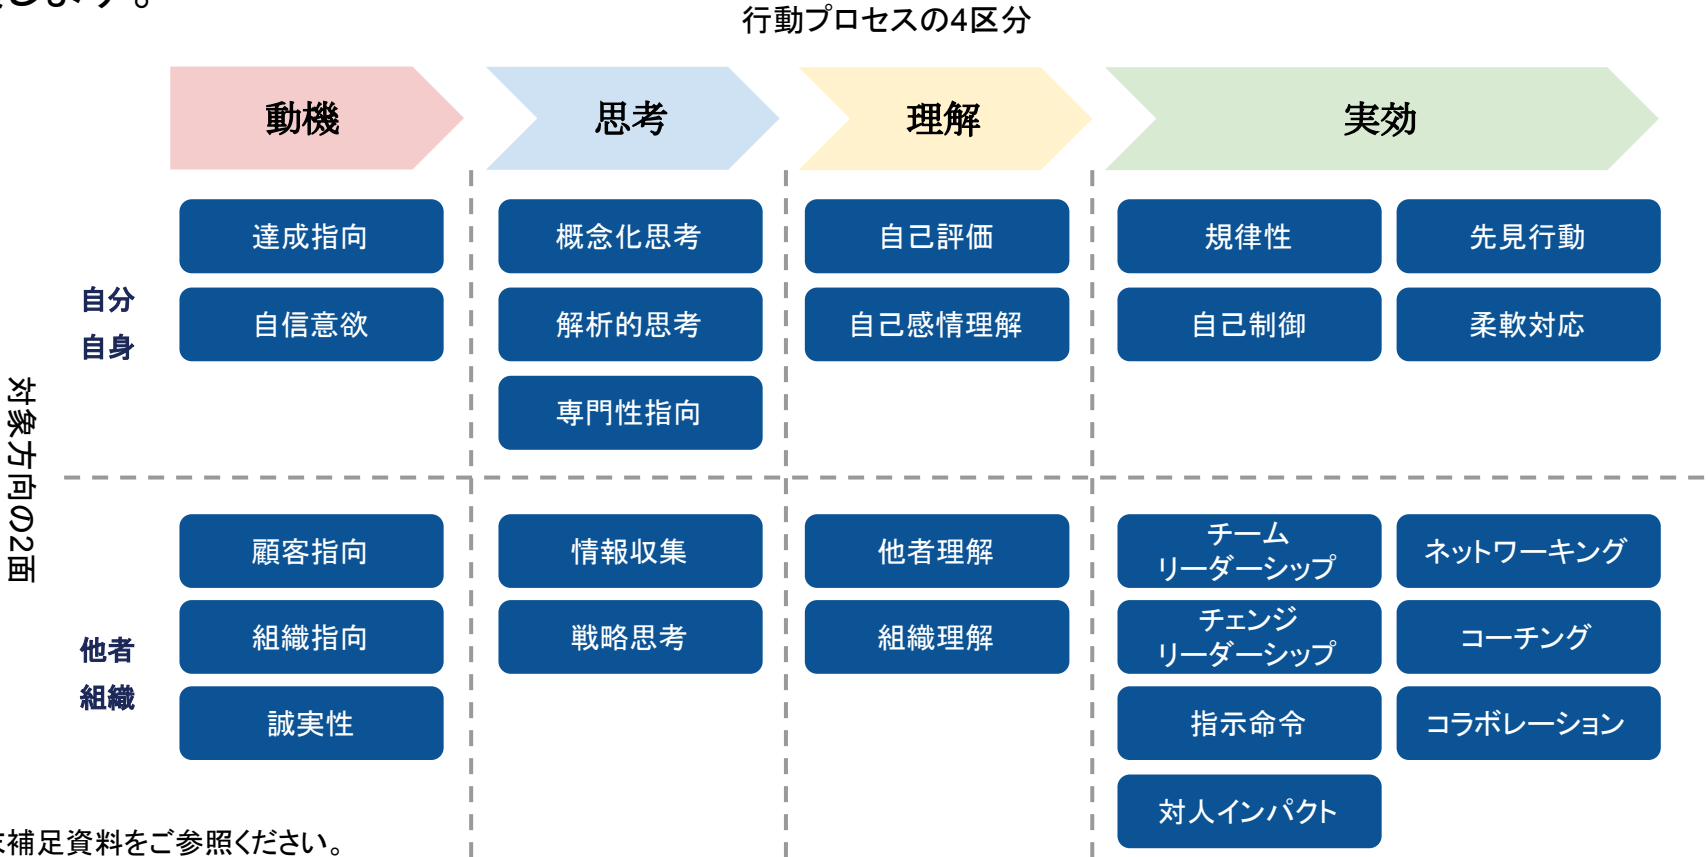 します。
行動プロセスの4区分
動機
思考
理解
実効
対象方向の2面
自分
自身
達成指向
概念化思考
自己評価
規律性
先見行動
自信意欲
解析的思考
自己感情理解
自己制御
柔軟対応
専門性指向
他者
組織
顧客指向
情報収集
他者理解
チーム
リーダーシップ
ネットワーキング
組織指向
戦略思考
組織理解
チェンジ
リーダーシップ
コーチング
誠実性
指示命令
コラボレーション
対人インパクト
補足資料をご参照ください。